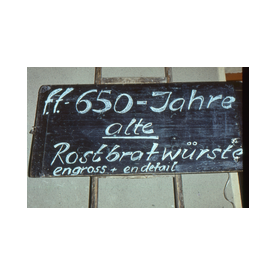 ff-650-Jahre
alte
Rostbratwürste
engross + endetail